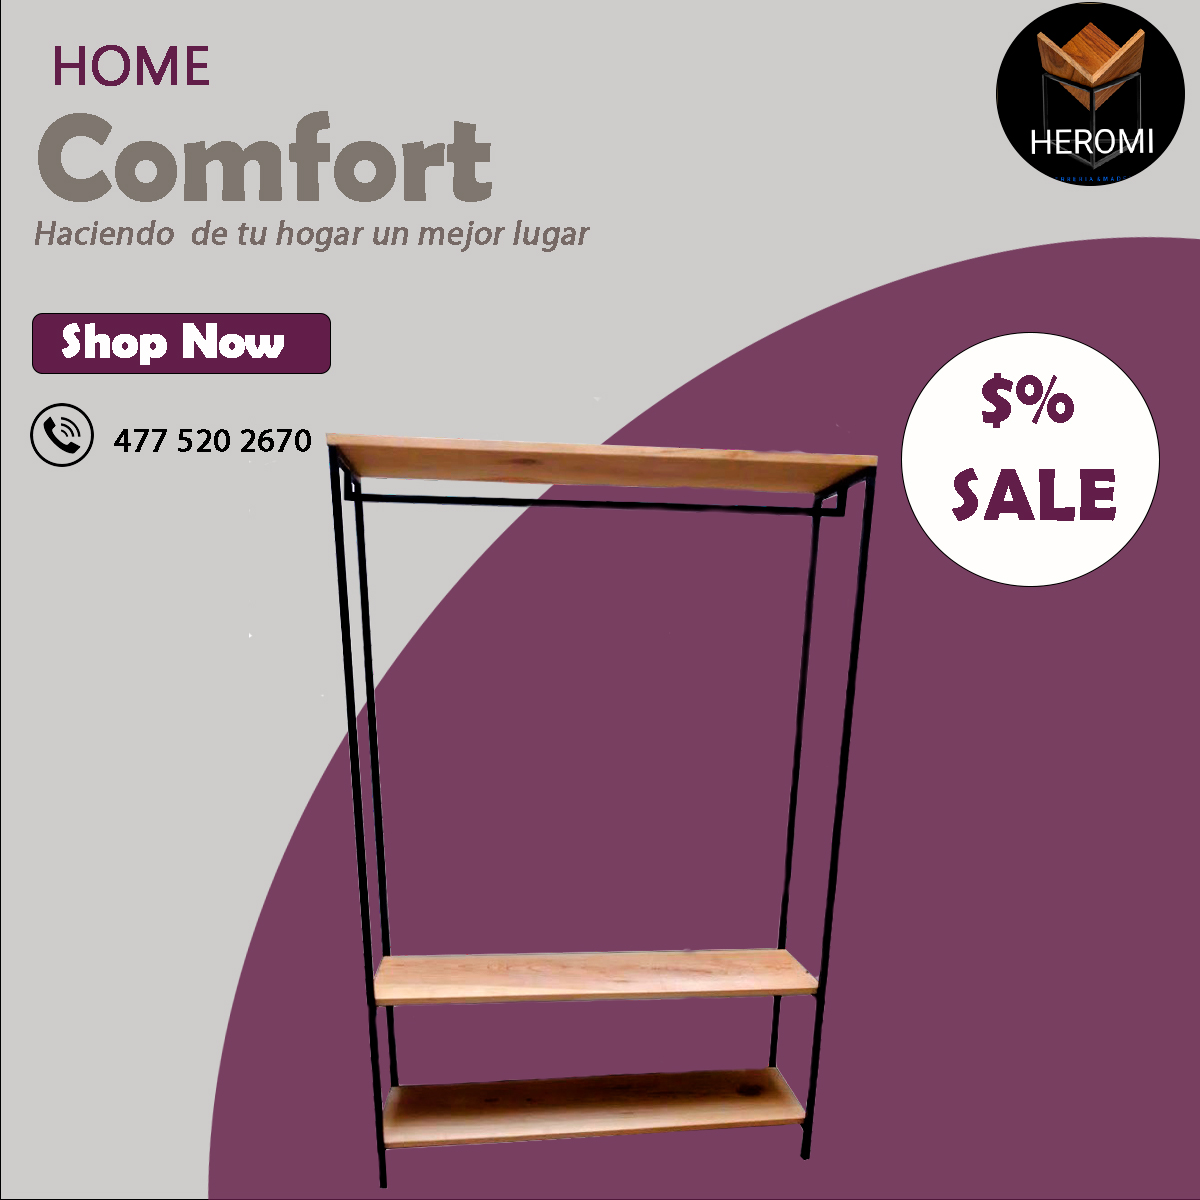 HOME
Comfort
Haciendo de tu hogar un mejor lugar
HEROMI
Shop Now
477 520 2670
$%
SALE